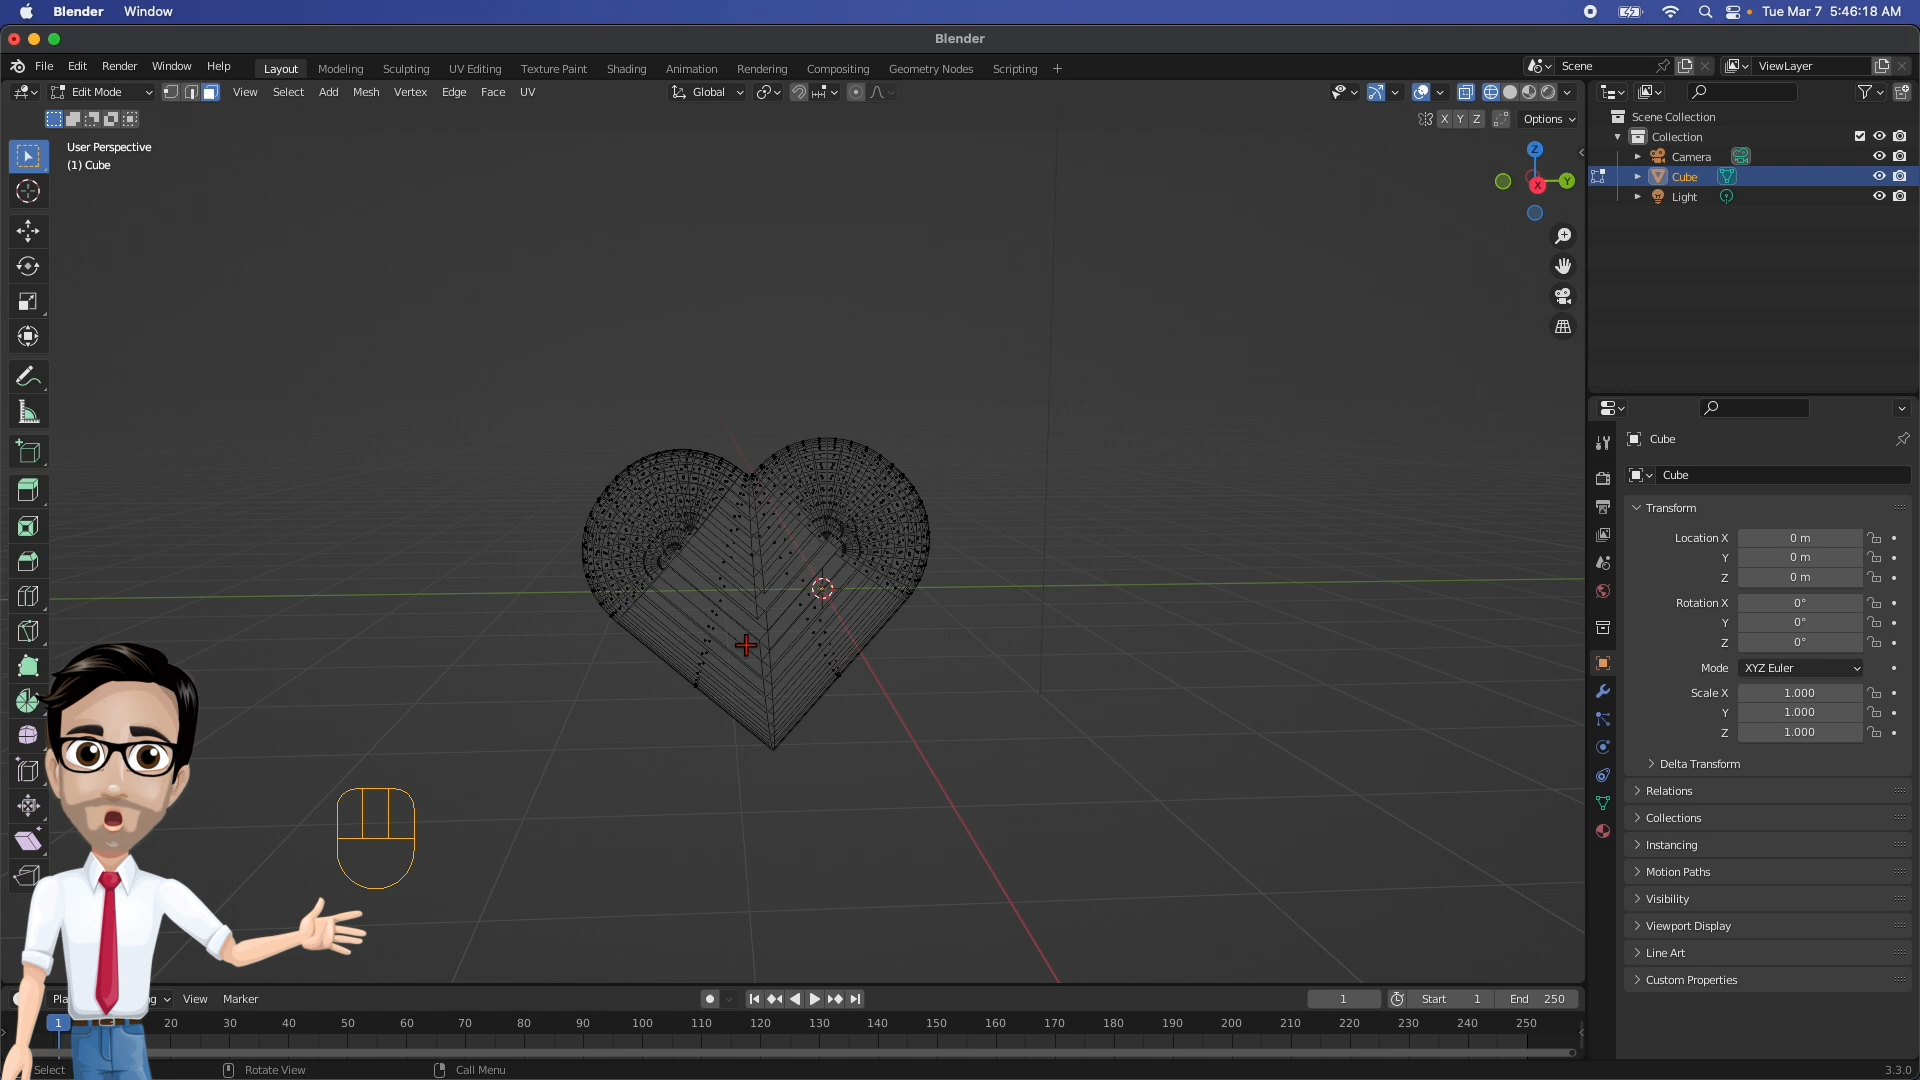 Blender Window Tue Mar 7 5:46:18 AM
Blender
File Edit Render Window Help Layout Modeling Sculpting UV Editing Texture Paint Shading Animation Rendering Compositing Geometry Nodes Scripting + Scene ViewLayer
Edit Mode View Select Add Mesh Vertex Edge Face UV Global
X Y Z Options
User Perspective
(1) Cube
Z
Y
X
Scene Collection
Collection
Camera
Cube
Light
Cube
Cube
Transform
Location X 0 m
Y 0 m
Z 0 m
Rotation X 0°
Y 0°
Z 0°
Mode XYZ Euler
Scale X 1.000
Y 1.000
Z 1.000
Delta Transform
Relations
Collections
Instancing
Motion Paths
Visibility
Viewport Display
Line Art
Custom Properties
View Marker 1 Start 1 End 250
1 20 30 40 50 60 70 80 90 100 110 120 130 140 150 160 170 180 190 200 210 220 230 240 250
Select Rotate View Call Menu 3.3.0